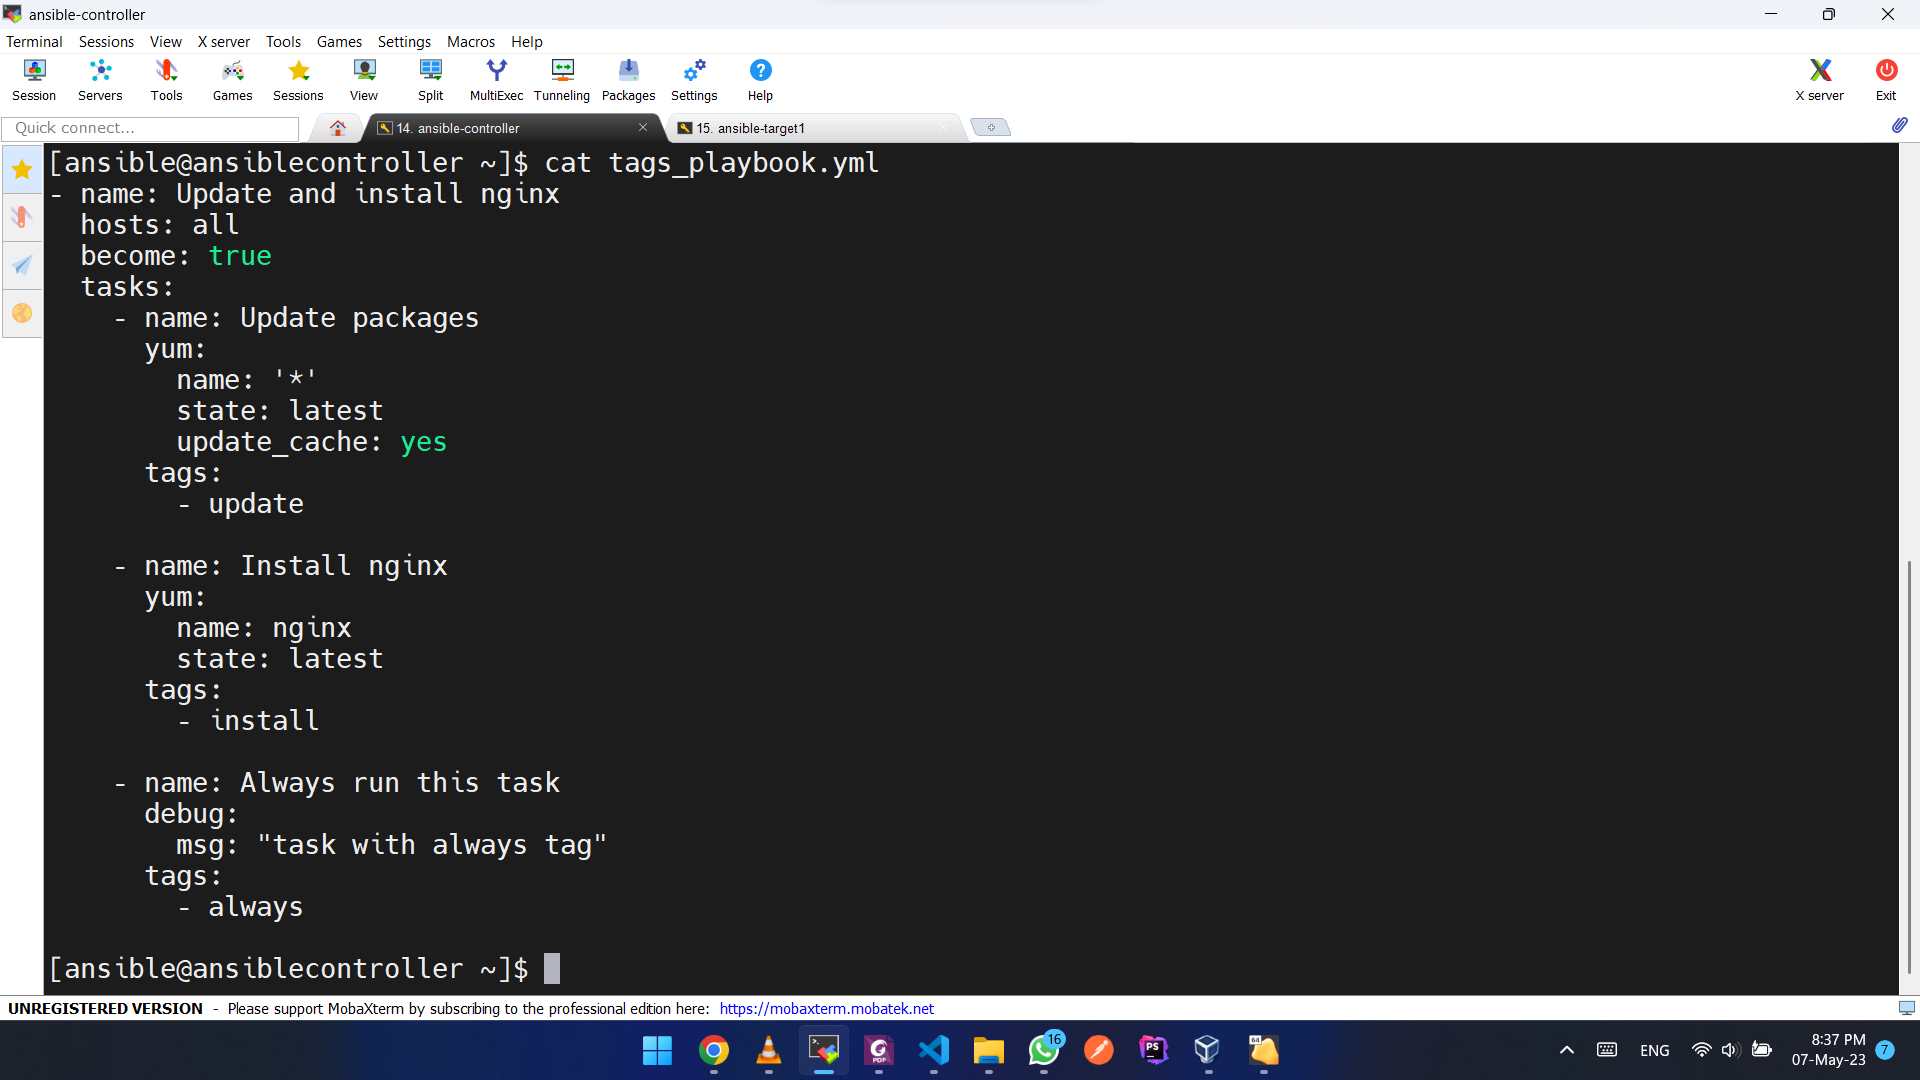 ansible-controller
Terminal Sessions View X server Tools Games Settings Macros Help
Session Servers Tools Games Sessions View Split MultiExec Tunneling Packages Settings Help X server Exit
Quick connect... 14. ansible-controller 15. ansible-target1
[ansible@ansiblecontroller ~]$ cat tags_playbook.yml
- name: Update and install nginx
  hosts: all
  become: true
  tasks:
    - name: Update packages
      yum:
        name: '*'
        state: latest
        update_cache: yes
      tags:
        - update

    - name: Install nginx
      yum:
        name: nginx
        state: latest
      tags:
        - install

    - name: Always run this task
      debug:
        msg: "task with always tag"
      tags:
        - always

[ansible@ansiblecontroller ~]$
UNREGISTERED VERSION - Please support MobaXterm by subscribing to the professional edition here: https://mobaxterm.mobatek.net
PDF 16 PS 64 ENG 8:37 PM 7
07-May-23